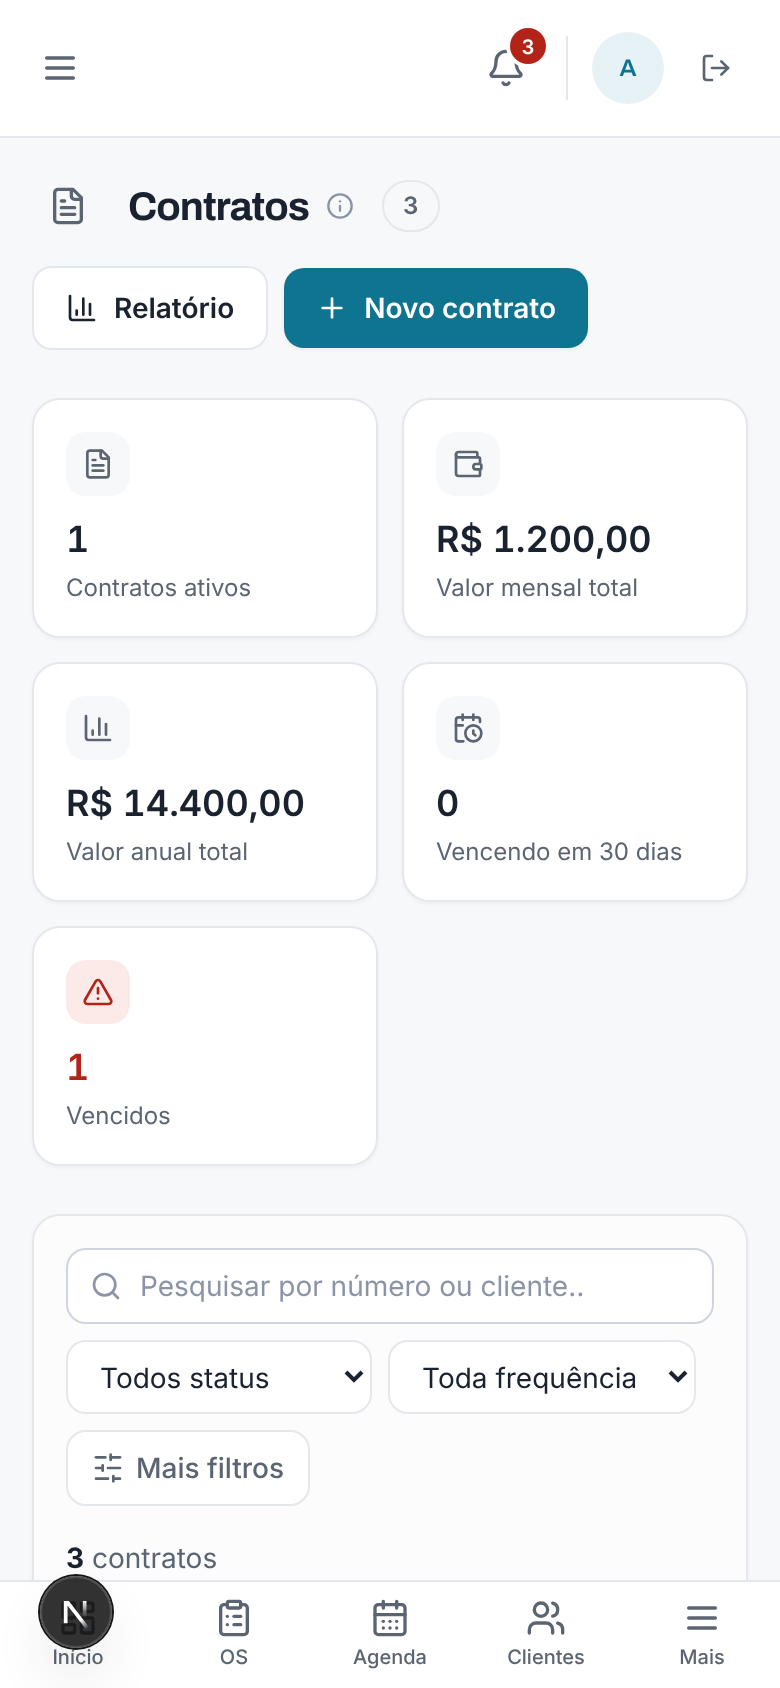 3
A
Contratos
3
Relatório
Novo contrato
1
Contratos ativos
R$ 1.200,00
Valor mensal total
R$ 14.400,00
Valor anual total
0
Vencendo em 30 dias
1
Vencidos
Pesquisar por número ou cliente..
Todos status
Toda frequência
Mais filtros
3 contratos
N
Início
OS
Agenda
Clientes
Mais